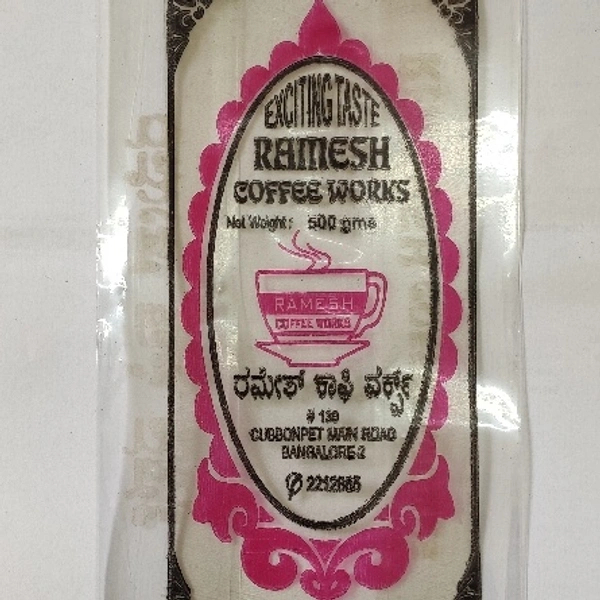 EXCITING TASTE
RAMESH
COFFEE WORKS
Net Weight: 500 gms
RAMESH
COFFEE WORKS
ರಮೇಶ್ ಕಾಫಿ ವರ್ಕ್ಸ್
# 139
CUBBONPET MAIN ROAD
BANGALORE-2